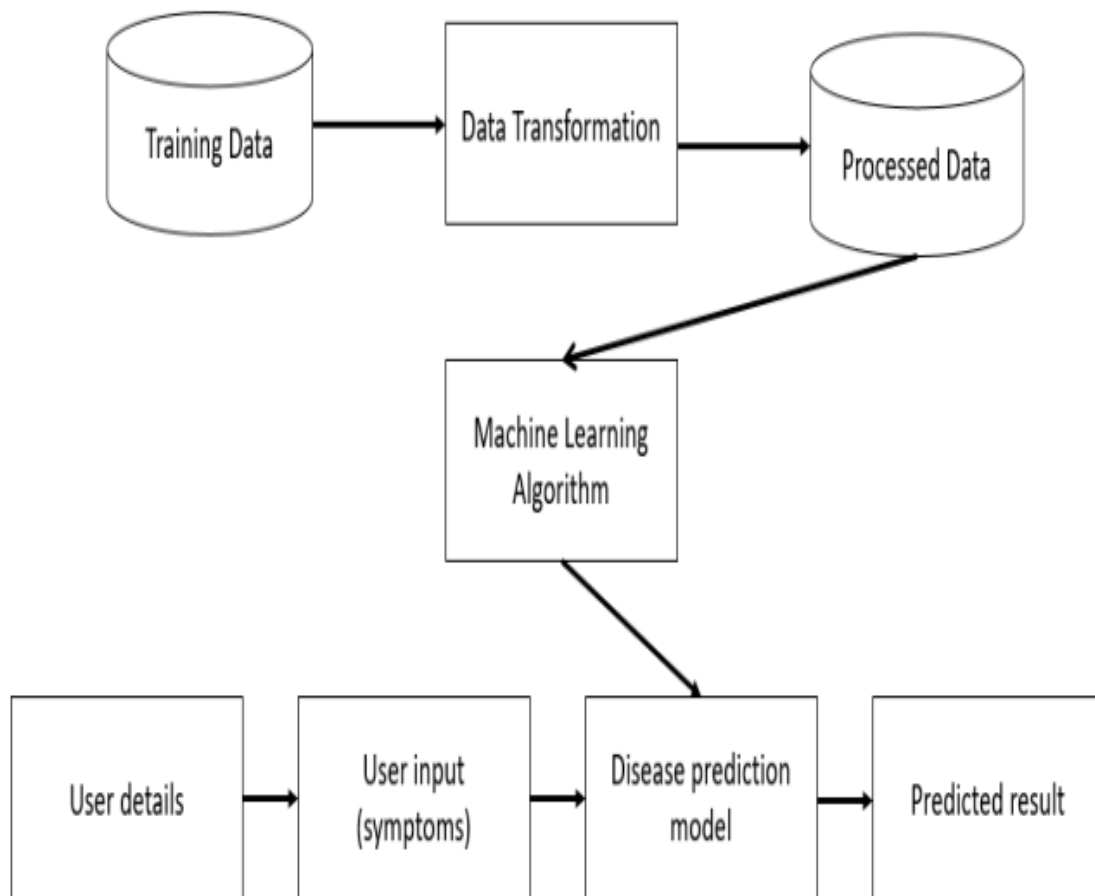 Training Data
Data Transformation
Processed Data
Machine Learning
Algorithm
User details
User input
(symptoms)
Disease prediction
model
Predicted result